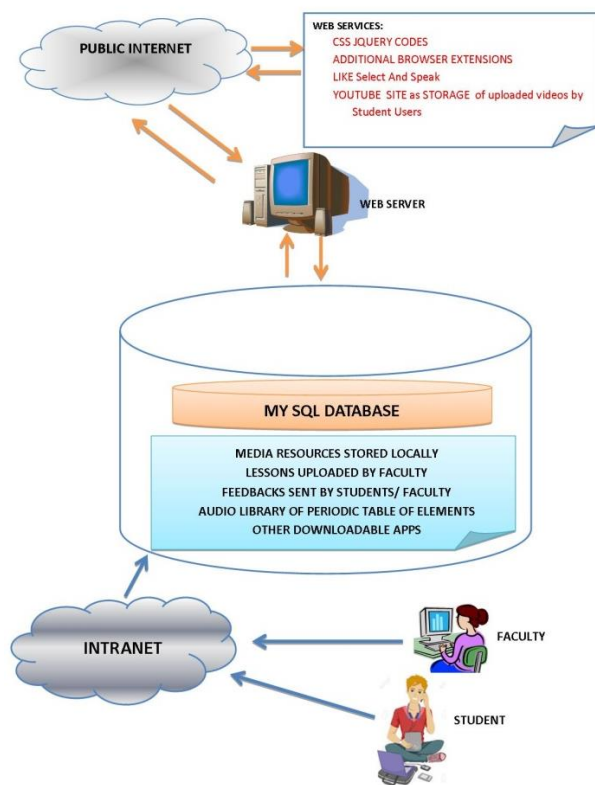 PUBLIC INTERNET
WEB SERVICES:
CSS JQUERY CODES
ADDITIONAL BROWSER EXTENSIONS
LIKE Select And Speak
YOUTUBE SITE as STORAGE of uploaded videos by
Student Users
WEB SERVER
MY SQL DATABASE
MEDIA RESOURCES STORED LOCALLY
LESSONS UPLOADED BY FACULTY
FEEDBACKS SENT BY STUDENTS/ FACULTY
AUDIO LIBRARY OF PERIODIC TABLE OF ELEMENTS
OTHER DOWNLOADABLE APPS
INTRANET
FACULTY
STUDENT